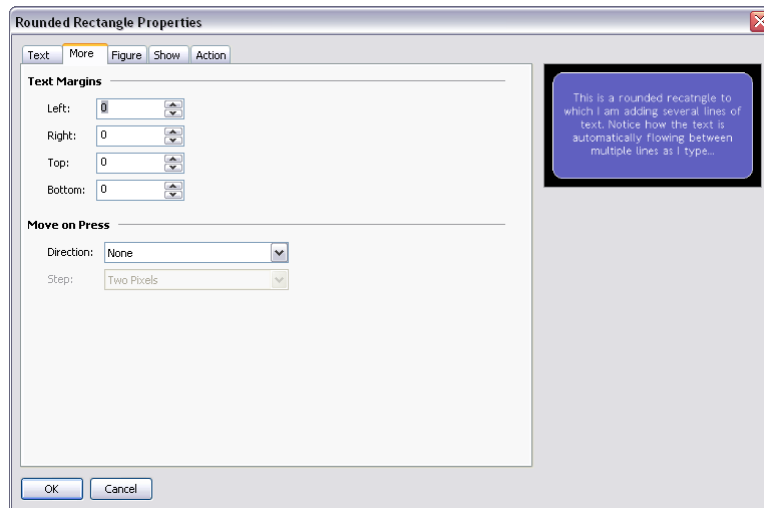 Rounded Rectangle Properties
Text More Figure Show Action
Text Margins
Left: 0
Right: 0
Top: 0
Bottom: 0
Move on Press
Direction: None
Step: Two Pixels
OK Cancel
This is a rounded recatngle to
which I am adding several lines of
text. Notice how the text is
automatically flowing between
multiple lines as I type...